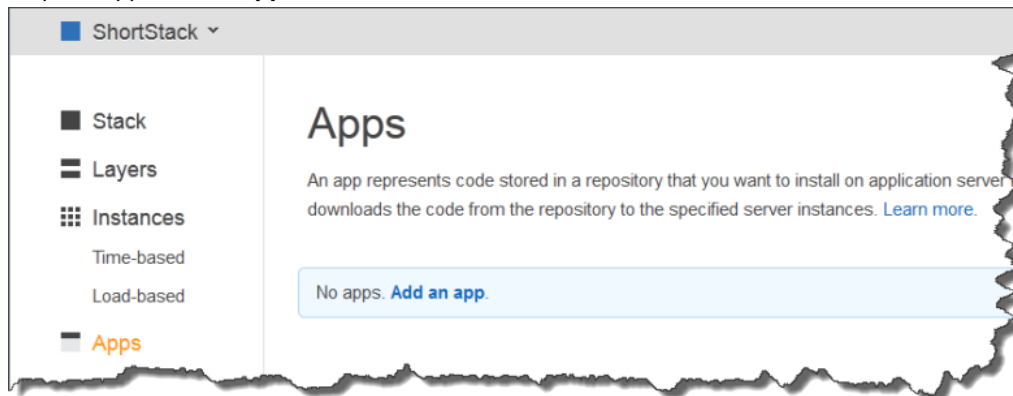 ShortStack
Stack
Layers
Instances
Time-based
Load-based
Apps
Apps
An app represents code stored in a repository that you want to install on application server
downloads the code from the repository to the specified server instances. Learn more.
No apps. Add an app.